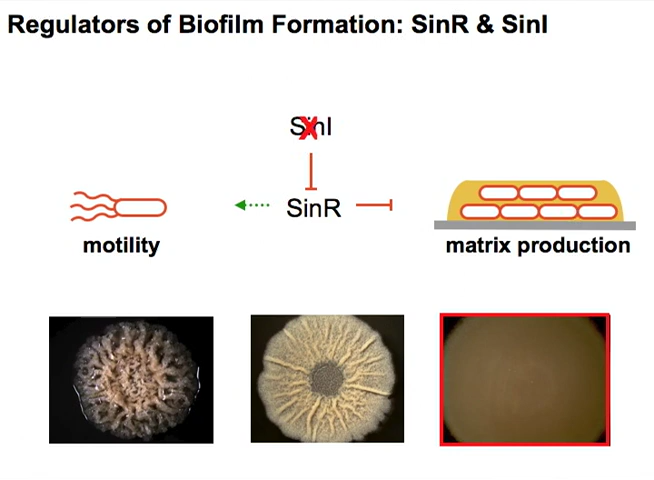 Regulators of Biofilm Formation: SinR & SinI
SinI
SinR
motility
matrix production